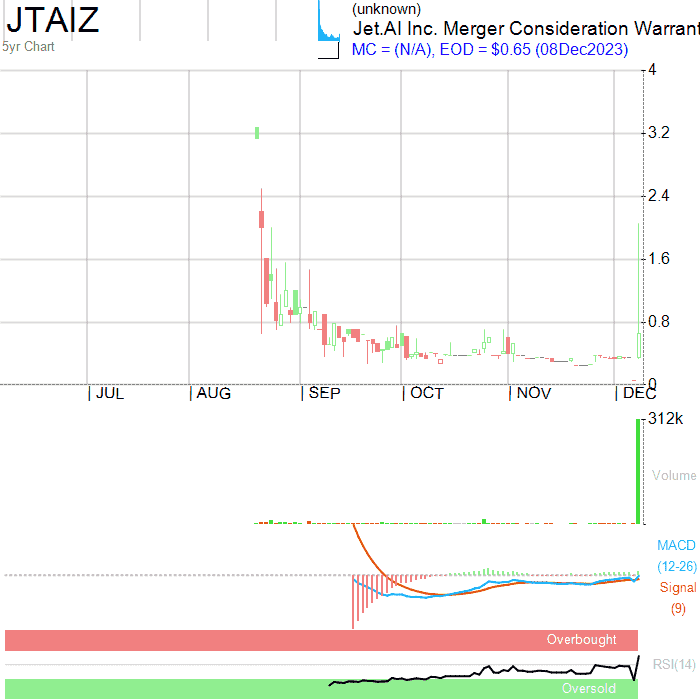 JTAIZ
(unknown)
Jet.AI Inc. Merger Consideration Warrant
5yr Chart
MC = (N/A), EOD = $0.65 (08Dec2023)
4
3.2
2.4
1.6
0.8
0
| JUL | AUG | SEP | OCT | NOV | DEC
312k
Volume
MACD
(12-26)
Signal
(9)
Overbought
RSI(14)
Oversold